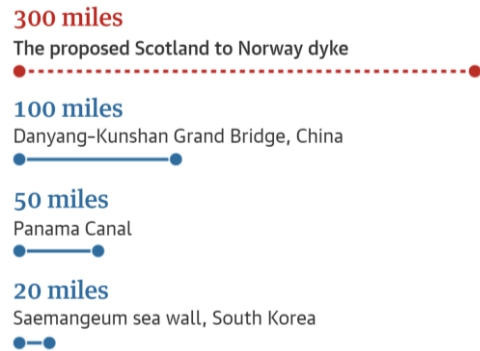 300 miles
The proposed Scotland to Norway dyke
100 miles
Danyang-Kunshan Grand Bridge, China
50 miles
Panama Canal
20 miles
Saemangeum sea wall, South Korea